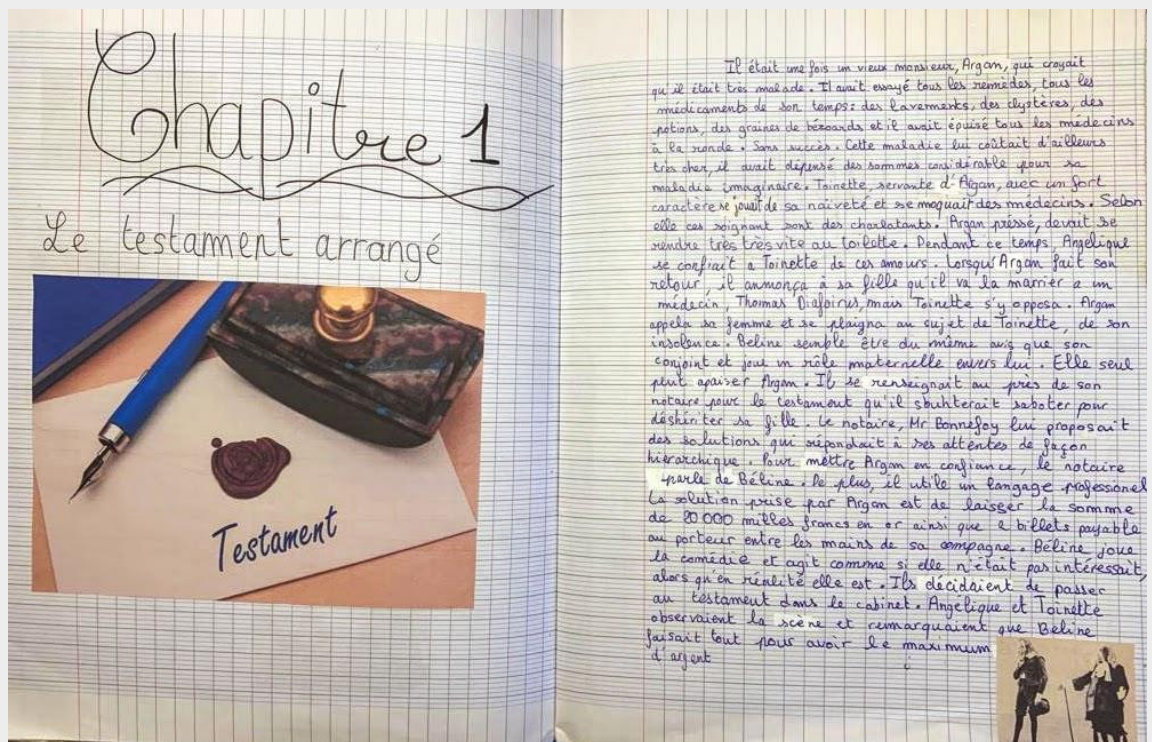 Chapitre 1
Le testament arrangé
Testament
Il était une fois un vieux monsieur, Argan, qui croyait
qu'il était très malade. Il avait essayé tous les remèdes, tous les
médicaments de son temps: des lavements, des clystères, des
potions, des graines de bézoards et il avait épuisé tous les médecins
à la ronde. Sans succès. Cette maladie lui coûtait d'ailleurs
très cher, il avait dépensé des sommes considérable pour sa
maladie imaginaire. Toinette, servante d'Argan, avec un fort
caractère se jouait de sa naïveté et se moquait des médecins. Selon
elle ces soignant sont des charlatants. Argan préssé, devait se
rendre très très vite au toilette. Pendant ce temps, Angélique
se confiait a Toinette de ces amours. Lorsqu'Argan fait son
retour, il annonça à sa fille qu'il va la marrier a un
médecin, Thomas Diafoirus, mais Toinette s'y opposa. Argan
appela sa femme et se plaigna au sujet de Toinette, de son
insolence. Béline semble être du même avis que son
conjoint et joue un rôle maternelle envers lui. Elle seul
peut apaiser Argan. Il se renseignait au près de son
notaire pour le testament qu'il souhterait saboter pour
déshériter sa fille. Le notaire, Mr Bonnefoy lui proposait
des solutions qui répondait à ses attentes de façon
hiérarchique. Pour mettre Argan en confiance, le notaire
parle de Béline. De plus, il utile un langage professionel
La solution prise par Argan est de laisser la somme
de 20 000 milles francs en or ainsi que 2 billets payable
au porteur entre les mains de sa compagne. Béline joue
la comédie et agit comme si elle n'était pas intéressait,
alors qu'en réalité elle est. Ils décidaient de passer
au testament dans le cabinet. Angélique et Toinette
observaient la scène et remarquaient que Béline
faisait tout pour avoir le maximum
d'argent